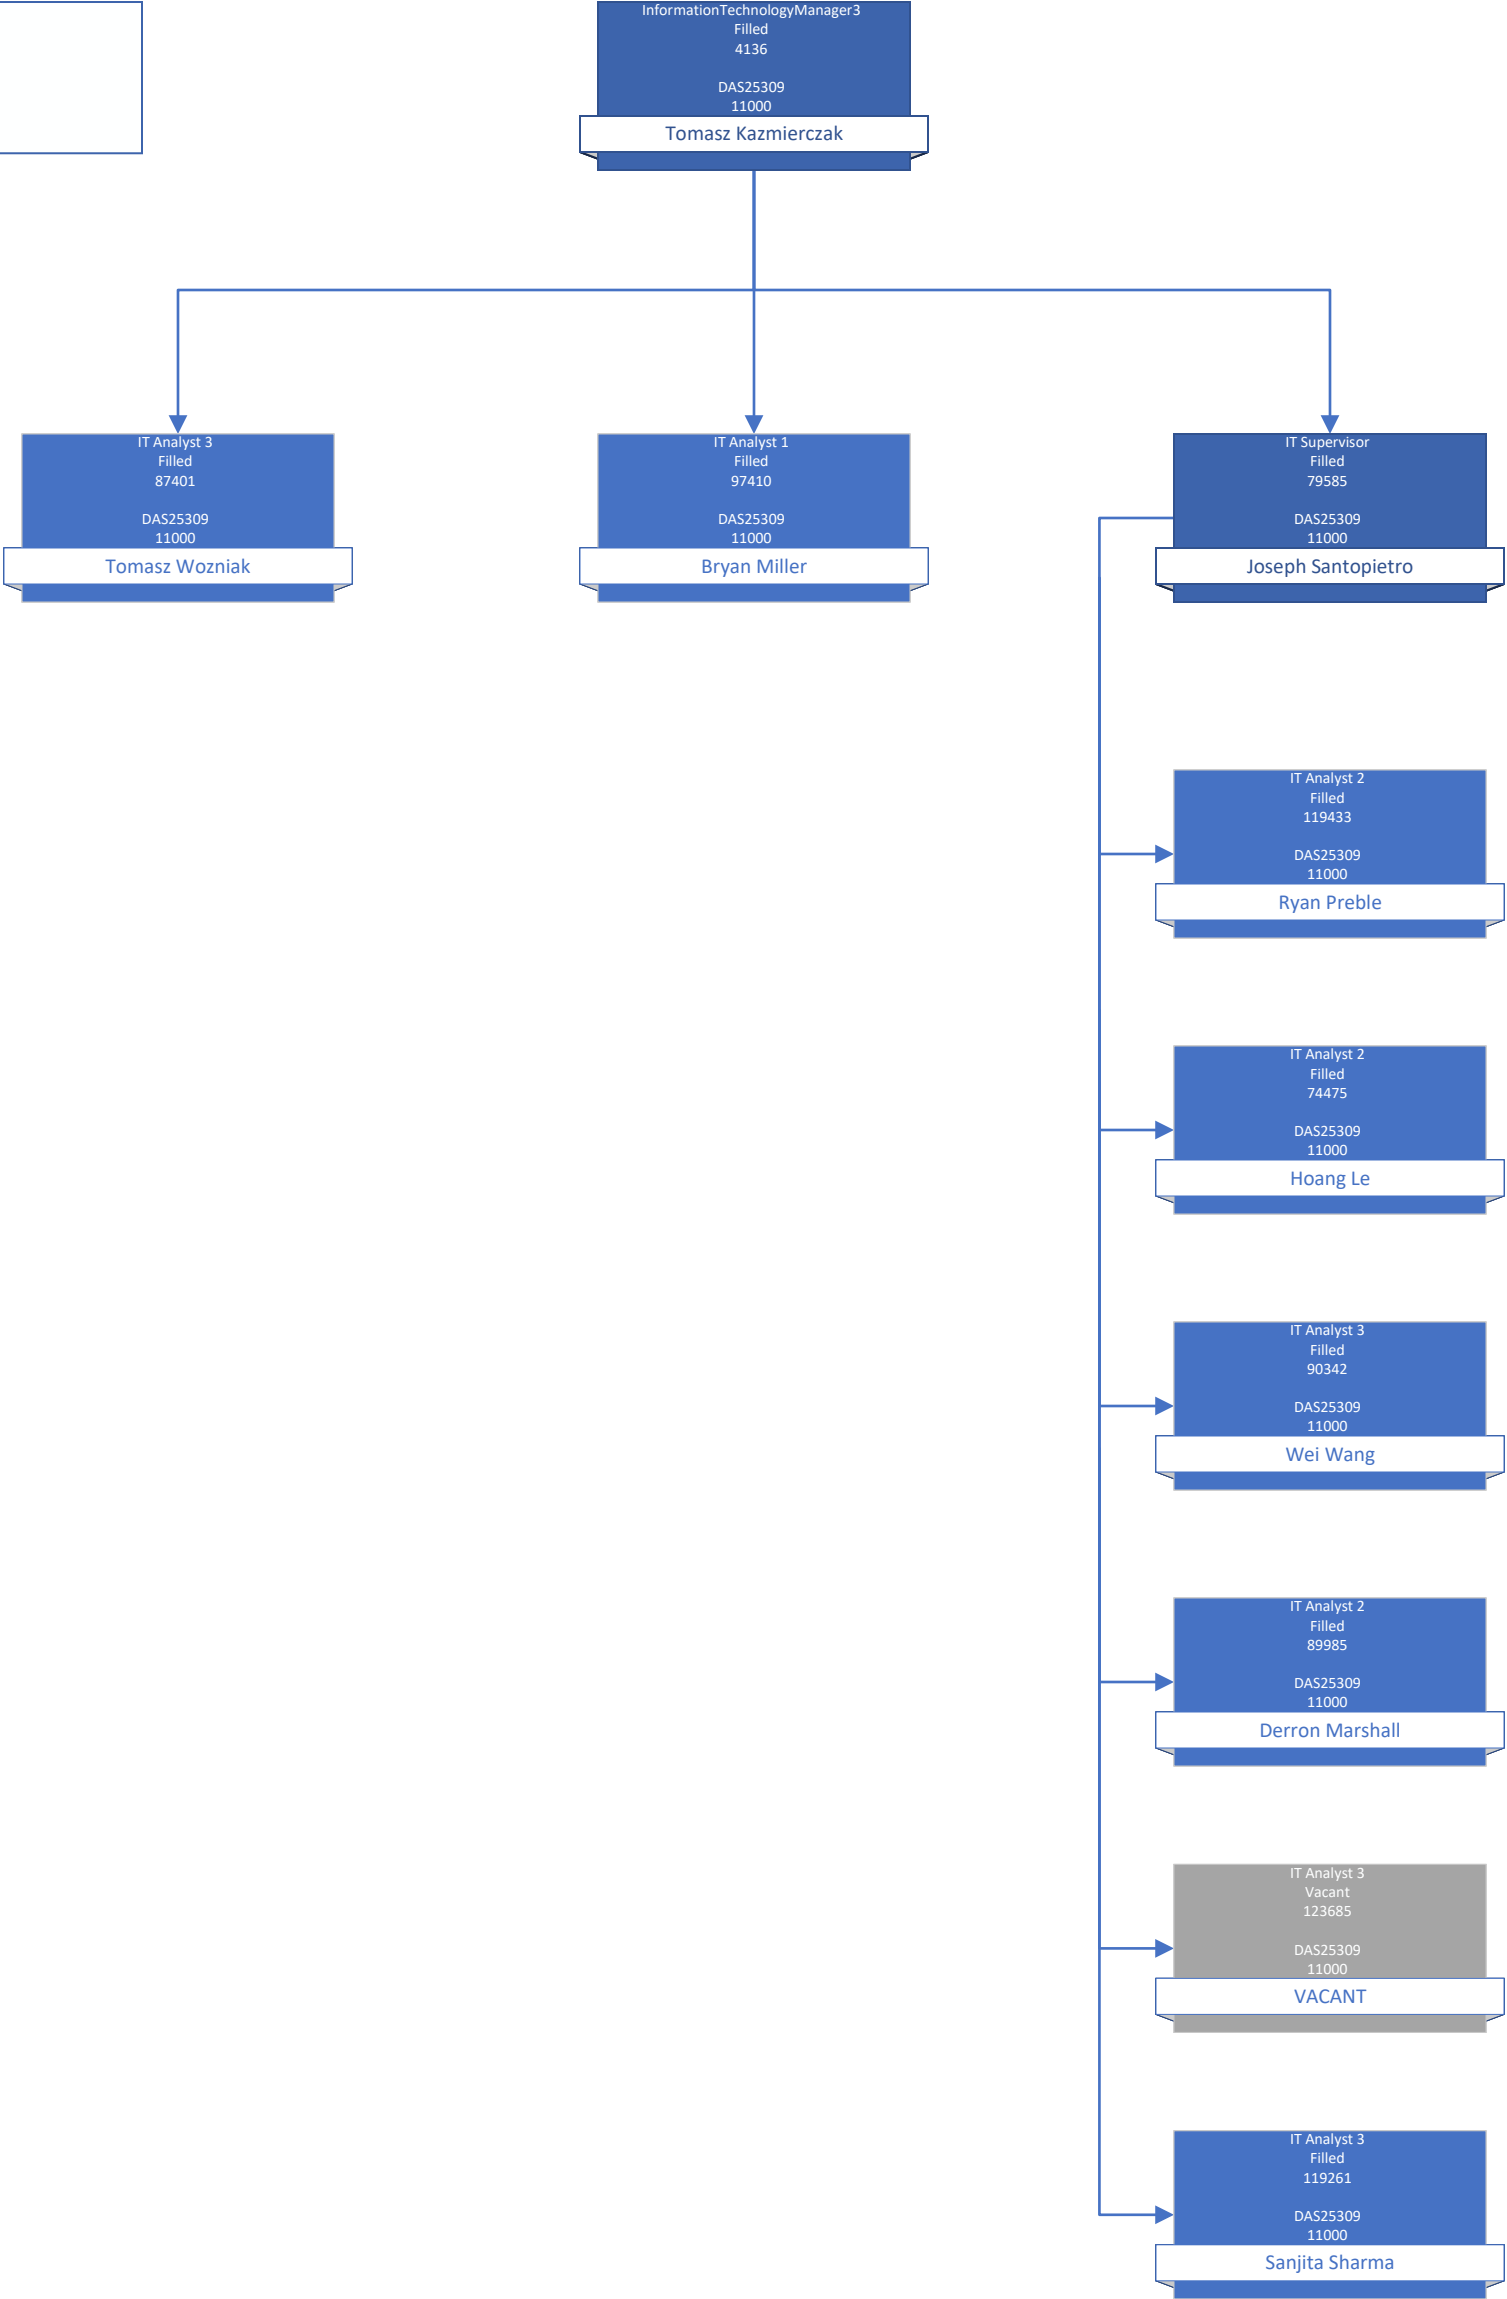 InformationTechnologyManager3
Filled
4136
DAS25309
11000
Tomasz Kazmierczak
IT Analyst 3
Filled
87401
DAS25309
11000
Tomasz Wozniak
IT Analyst 1
Filled
97410
DAS25309
11000
Bryan Miller
IT Supervisor
Filled
79585
DAS25309
11000
Joseph Santopietro
IT Analyst 2
Filled
119433
DAS25309
11000
Ryan Preble
IT Analyst 2
Filled
74475
DAS25309
11000
Hoang Le
IT Analyst 3
Filled
90342
DAS25309
11000
Wei Wang
IT Analyst 2
Filled
89985
DAS25309
11000
Derron Marshall
IT Analyst 3
Vacant
123685
DAS25309
11000
VACANT
IT Analyst 3
Filled
119261
DAS25309
11000
Sanjita Sharma